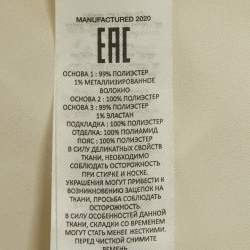 MANUFACTURED 2020
EAC
ОСНОВА 1 : 99% ПОЛИЭСТЕР
1% МЕТАЛЛИЗИРОВАННОЕ
ВОЛОКНО
ОСНОВА 2 : 100% ПОЛИЭСТЕР
ОСНОВА 3 : 99% ПОЛИЭСТЕР
1% ЭЛАСТАН
ПОДКЛАДКА : 100% ПОЛИЭСТЕР
ОТДЕЛКА: 100% ПОЛИАМИД
ПОЯС : 100% ПОЛИЭСТЕР
В СИЛУ ДЕЛИКАТНЫХ СВОЙСТВ
ТКАНИ, НЕОБХОДИМО
СОБЛЮДАТЬ ОСТОРОЖНОСТЬ
ПРИ СТИРКЕ И НОСКЕ.
УКРАШЕНИЯ МОГУТ ПРИВЕСТИ К
ВОЗНИКНОВЕНИЮ ЗАЦЕПОК НА
ТКАНИ, ПРОСЬБА СОБЛЮДАТЬ
ОСТОРОЖНОСТЬ.
В СИЛУ ОСОБЕННОСТЕЙ ДАННОЙ
ТКАНИ, СКЛАДКИ СО ВРЕМЕНЕМ
МОГУТ СТАТЬ МЕНЕЕ ЖЕСТКИМИ.
ПЕРЕД ЧИСТКОЙ СНИМИТЕ